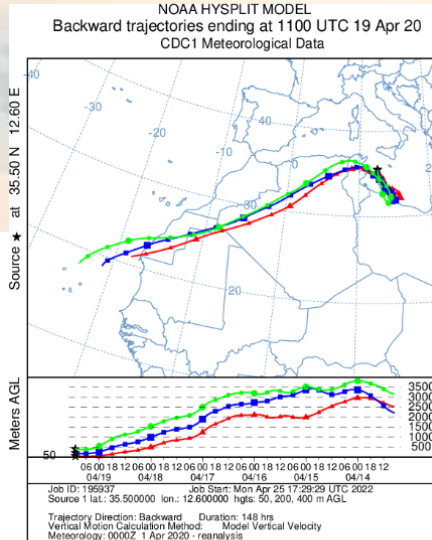 NOAA HYSPLIT MODEL
Backward trajectories ending at 1100 UTC 19 Apr 20
CDC1 Meteorological Data
Source ★ at 35.50 N 12.60 E
-40
-30
-20
-10
0
40
30
20
Meters AGL
50
3500
3000
2500
2000
1500
1000
500
06 00 18 12 06 00 18 12 06 00 18 12 06 00 18 12 06 00 18 12 06 00 18 12
04/19 04/18 04/17 04/16 04/15 04/14
Job ID: 195937 Job Start: Mon Apr 25 17:29:29 UTC 2022
Source 1 lat.: 35.500000 lon.: 12.600000 hgts: 50, 200, 400 m AGL
Trajectory Direction: Backward Duration: 148 hrs
Vertical Motion Calculation Method: Model Vertical Velocity
Meteorology: 0000Z 1 Apr 2020 - reanalysis